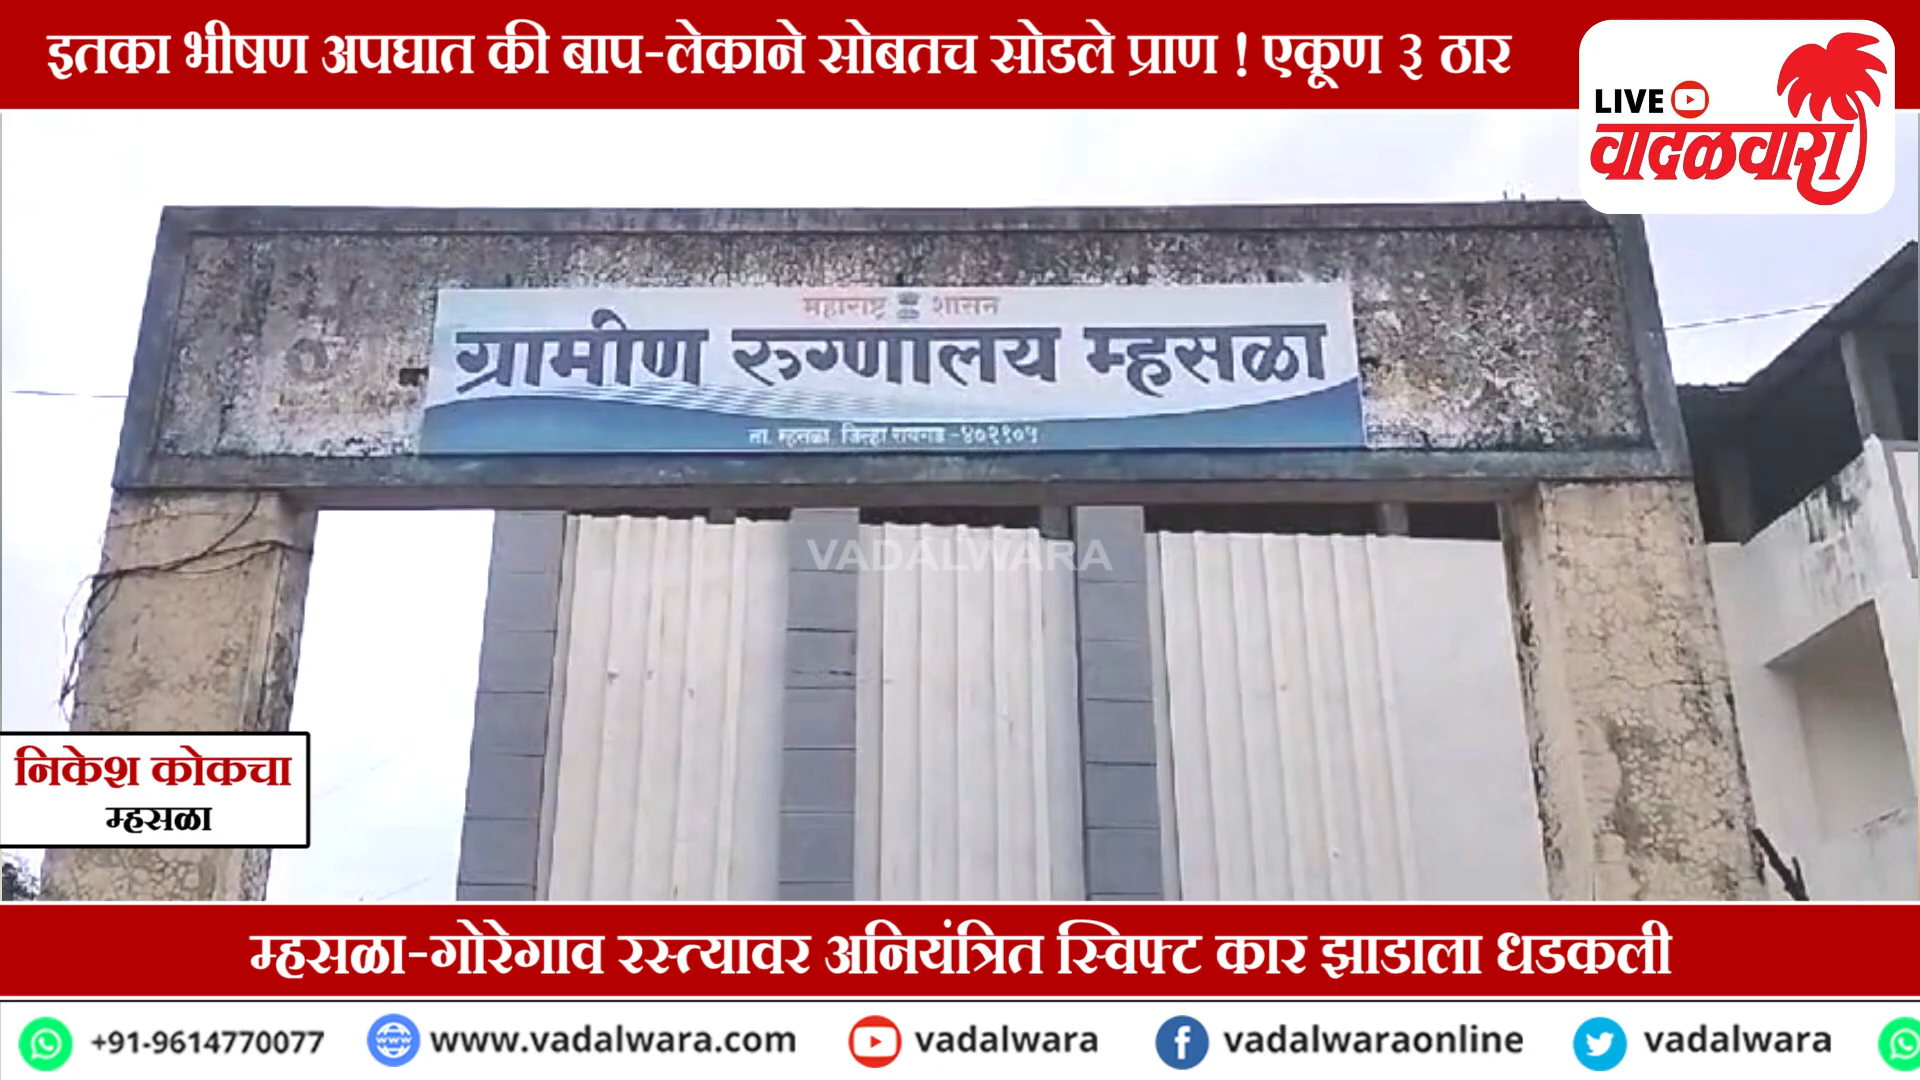 इतका भीषण अपघात की बाप-लेकाने सोबतच सोडले प्राण ! एकूण ३ ठार
LIVE
वादळवारा
महाराष्ट्र शासन
ग्रामीण रुग्णालय म्हसळा
ता. म्हसळा, जिल्हा रायगड -४०२१०५
VADALWARA
निकेश कोकचा
म्हसळा
म्हसळा-गोरेगाव रस्त्यावर अनियंत्रित स्विफ्ट कार झाडाला धडकली
+91-9614770077 www.vadalwara.com vadalwara vadalwaraonline vadalwara